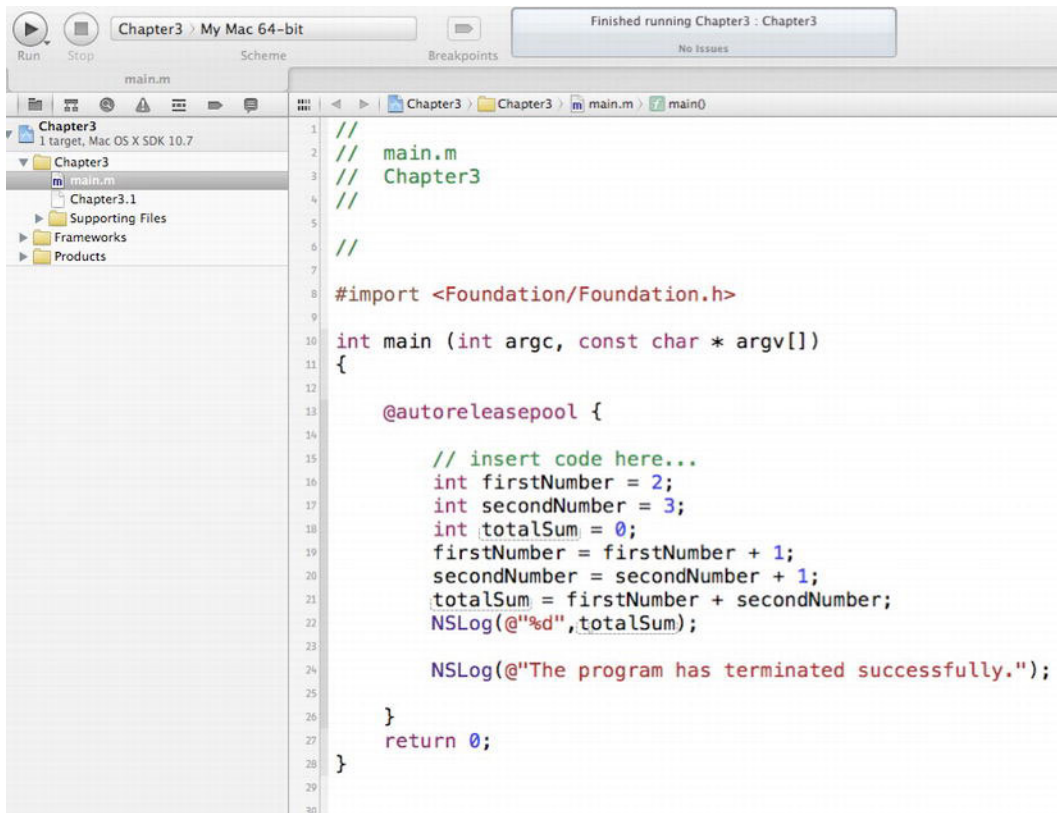 Chapter3 › My Mac 64-bit
Finished running Chapter3 : Chapter3
No Issues
Run Stop Scheme Breakpoints
main.m
Chapter3 › Chapter3 › m main.m › main()
Chapter3
1 target, Mac OS X SDK 10.7
Chapter3
m main.m
Chapter3.1
Supporting Files
Frameworks
Products
1 //
2 // main.m
3 // Chapter3
4 //
5
6 //
7
8 #import <Foundation/Foundation.h>
9
10 int main (int argc, const char * argv[])
11 {
12
13 @autoreleasepool {
14
15 // insert code here...
16 int firstNumber = 2;
17 int secondNumber = 3;
18 int totalSum = 0;
19 firstNumber = firstNumber + 1;
20 secondNumber = secondNumber + 1;
21 totalSum = firstNumber + secondNumber;
22 NSLog(@"%d",totalSum);
23
24 NSLog(@"The program has terminated successfully.");
25
26 }
27 return 0;
28 }
29
30